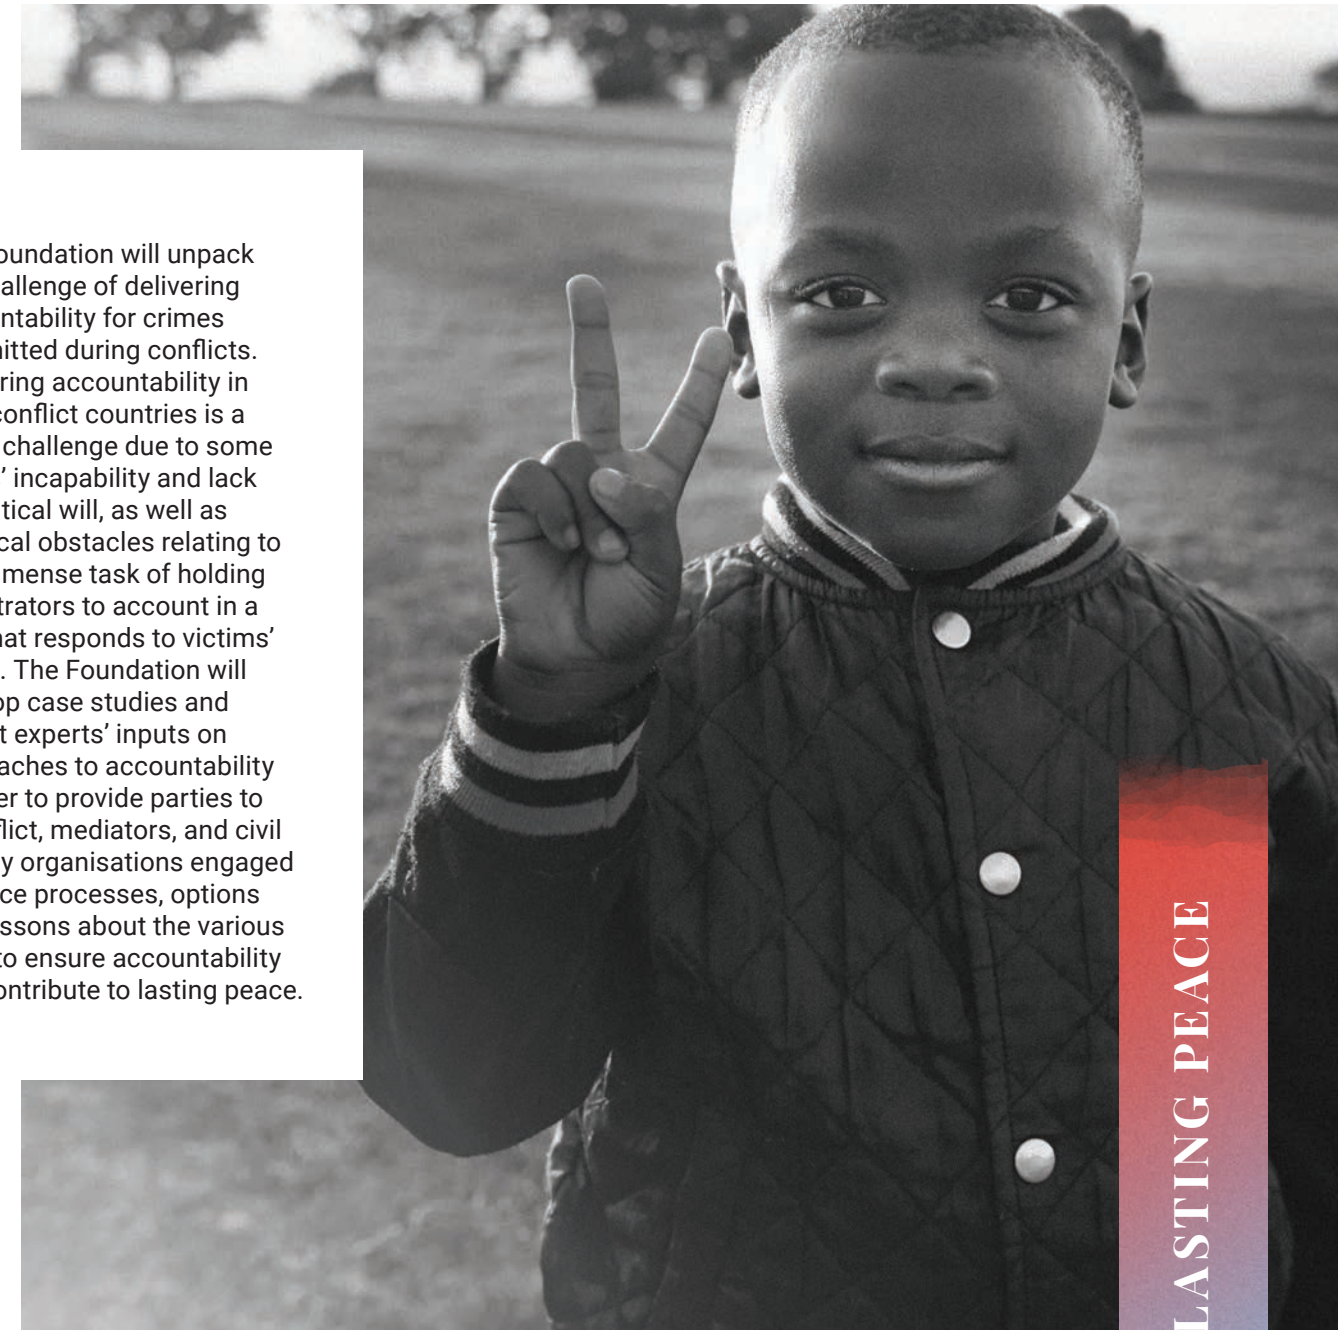 oundation will unpack
allenge of delivering
ntability for crimes
itted during conflicts.
ring accountability in
conflict countries is a
challenge due to some
’ incapability and lack
tical will, as well as
cal obstacles relating to
mense task of holding
trators to account in a
hat responds to victims’
. The Foundation will
op case studies and
t experts’ inputs on
aches to accountability
er to provide parties to
flict, mediators, and civil
y organisations engaged
ce processes, options
ssons about the various
to ensure accountability
ontribute to lasting peace.
LASTING PEACE